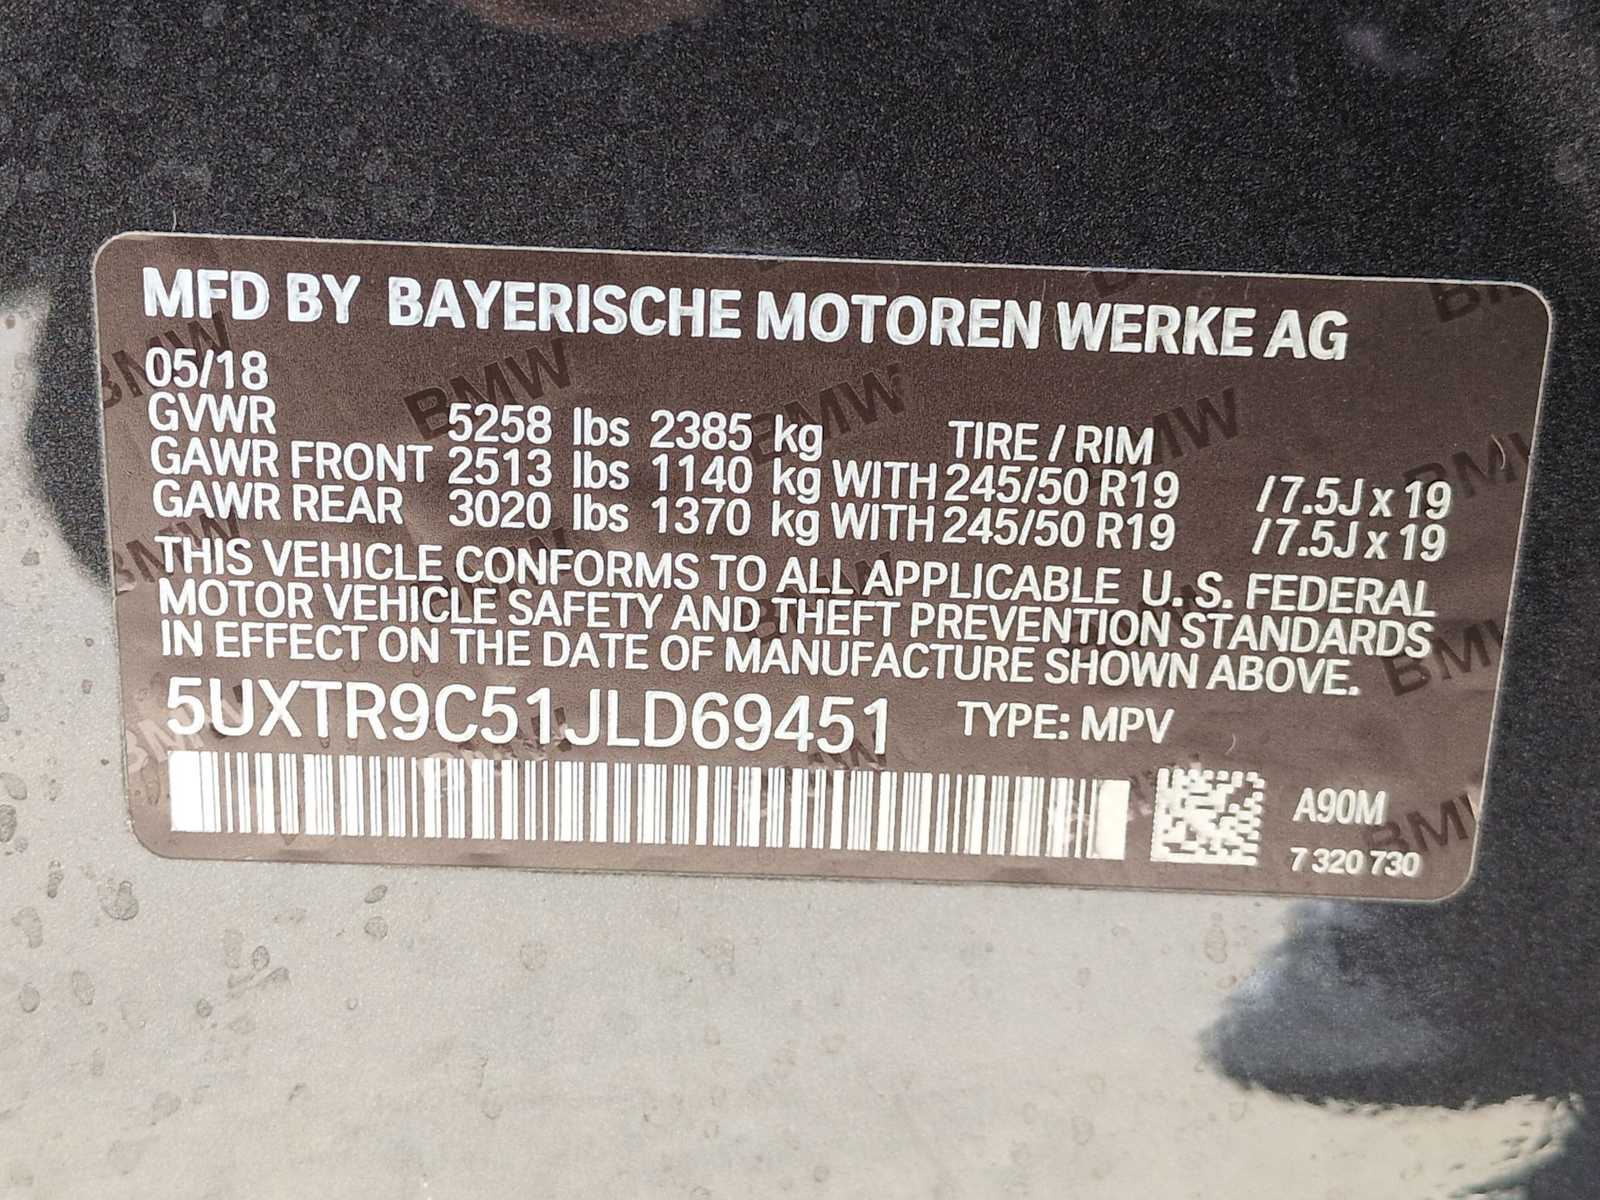 MFD BY BAYERISCHE MOTOREN WERKE AG
05/18
GVWR 5258 lbs 2385 kg TIRE / RIM
GAWR FRONT 2513 lbs 1140 kg WITH 245/50 R19 /7.5J x 19
GAWR REAR 3020 lbs 1370 kg WITH 245/50 R19 /7.5J x 19
THIS VEHICLE CONFORMS TO ALL APPLICABLE U. S. FEDERAL
MOTOR VEHICLE SAFETY AND THEFT PREVENTION STANDARDS
IN EFFECT ON THE DATE OF MANUFACTURE SHOWN ABOVE.
5UXTR9C51JLD69451 TYPE: MPV
A90M
7 320 730